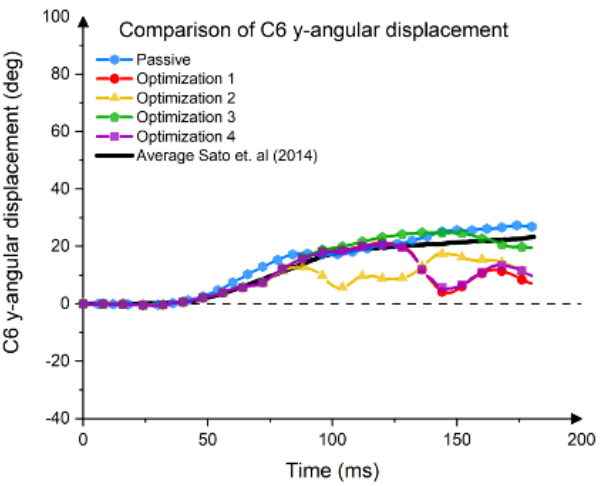 Comparison of C6 y-angular displacement
Passive
Optimization 1
Optimization 2
Optimization 3
Optimization 4
Average Sato et. al (2014)
C6 y-angular displacement (deg)
100
80
60
40
20
0
-20
-40
0
50
100
150
200
Time (ms)